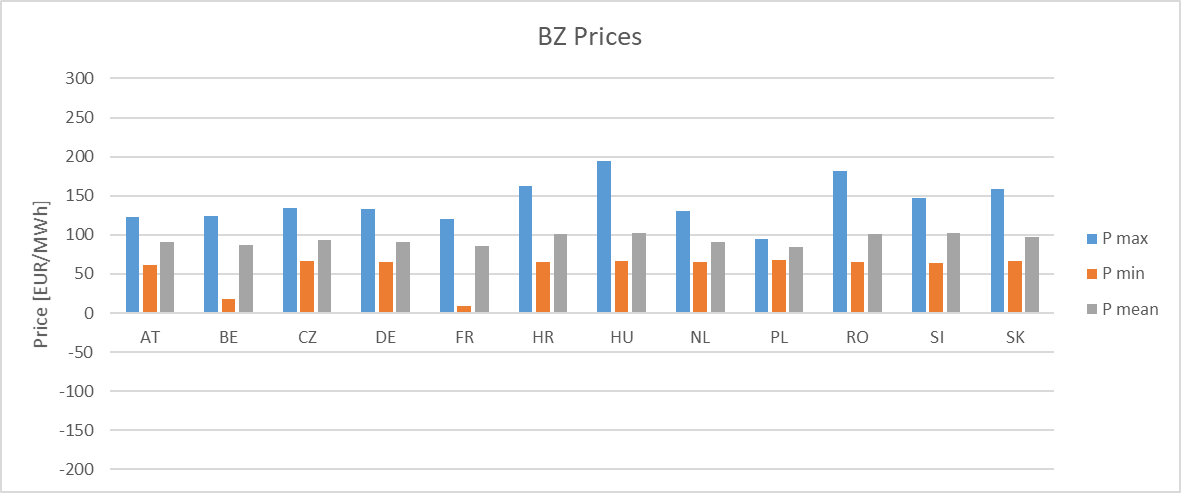 BZ Prices
Price [EUR/MWh]
300
250
200
150
100
50
0
-50
-100
-150
-200
AT BE CZ DE FR HR HU NL PL RO SI SK
P max
P min
P mean